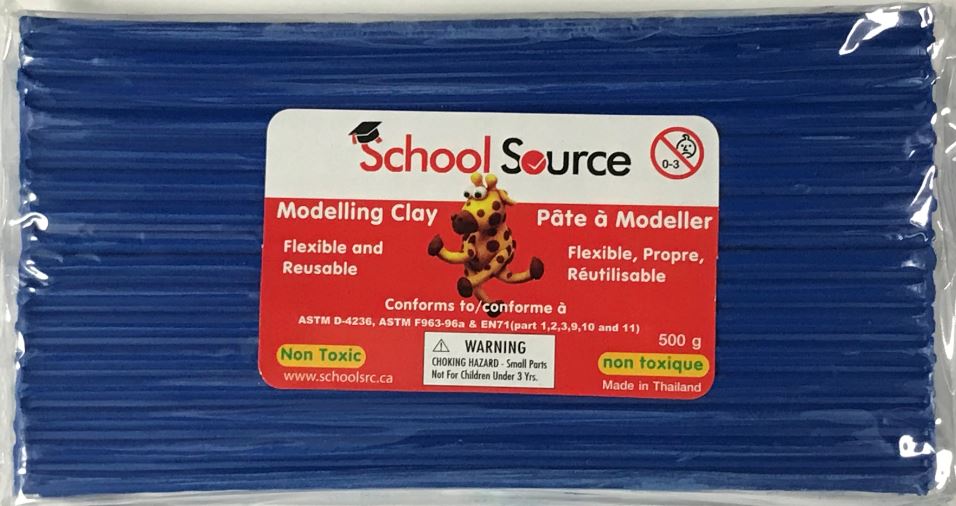 School Source
0-3
Modelling Clay
Pâte à Modeller
Flexible and
Reusable
Flexible, Propre,
Réutilisable
Conforms to/conforme à
ASTM D-4236, ASTM F963-96a & EN71(part 1,2,3,9,10 and 11)
500 g
Non Toxic
www.schoolsrc.ca
WARNING
CHOKING HAZARD - Small Parts
Not For Children Under 3 Yrs.
non toxique
Made in Thailand